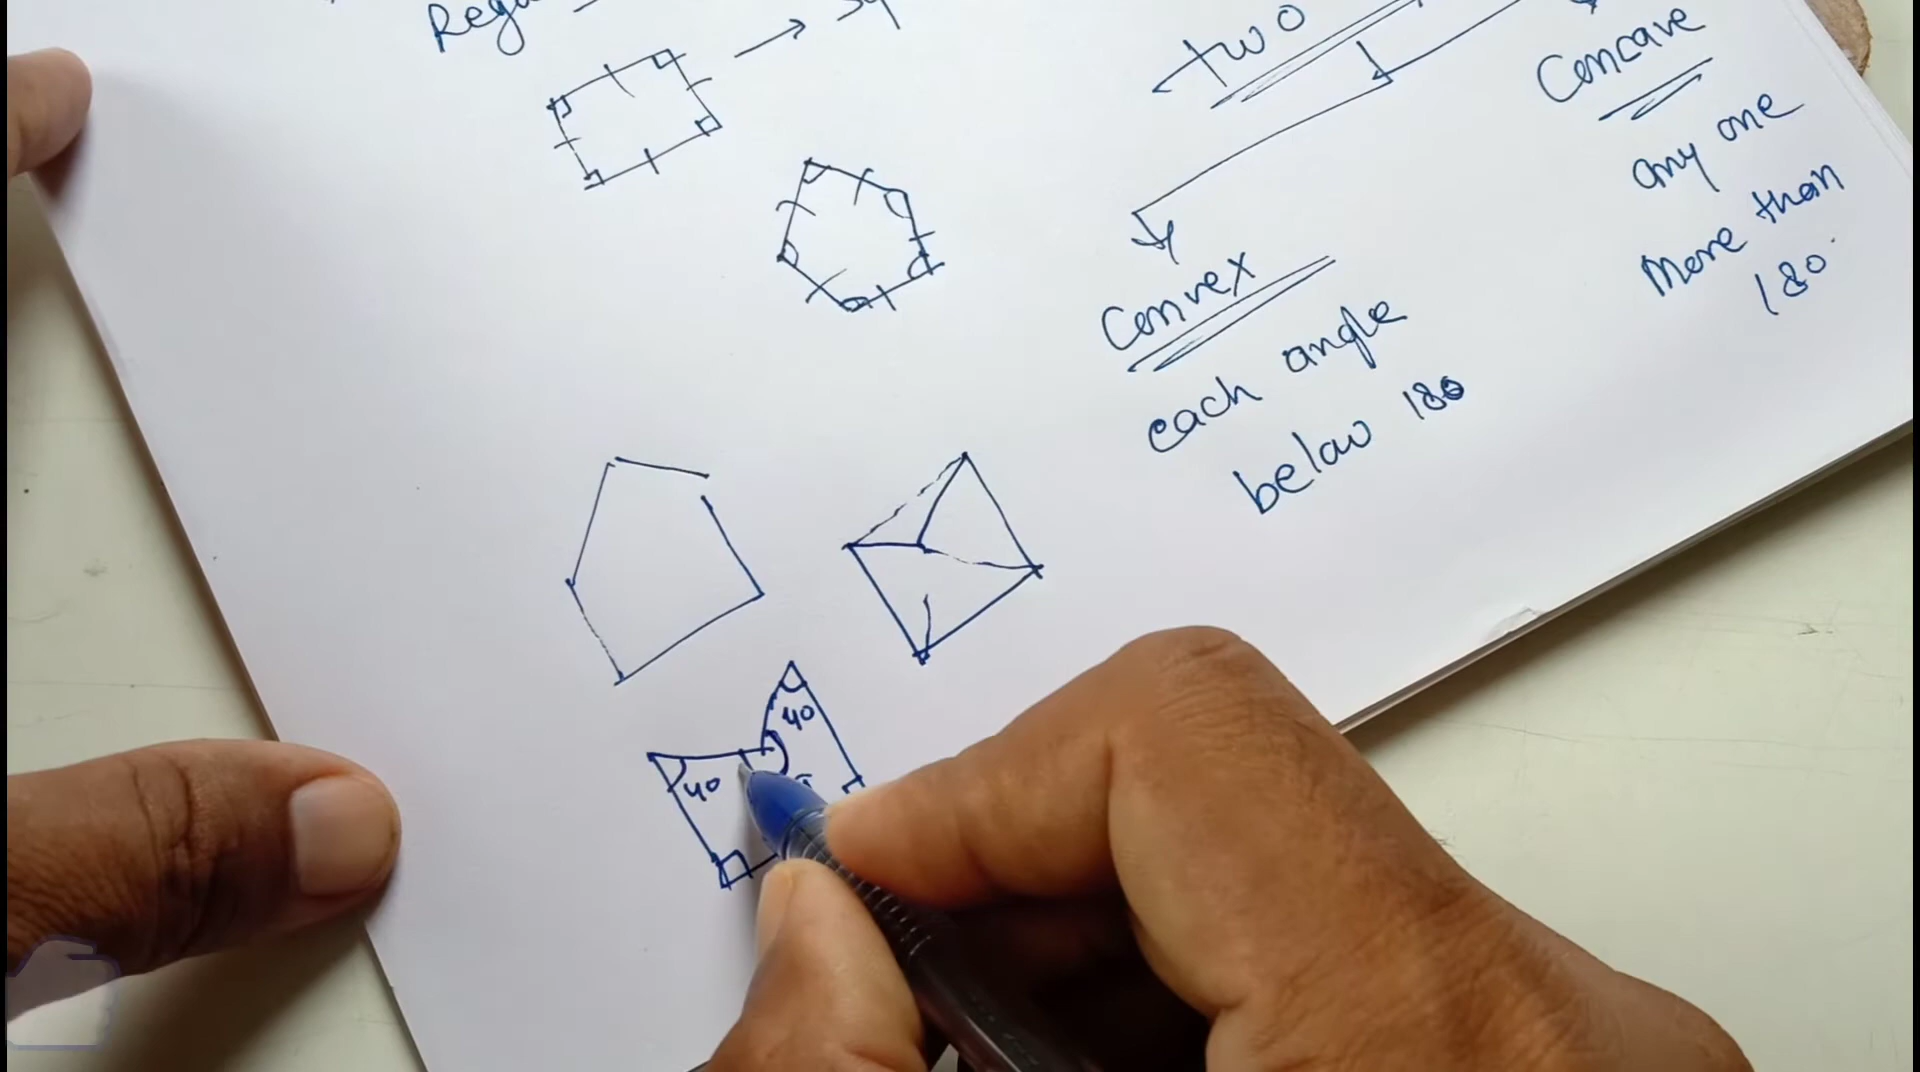 two
Concave
any one
more than
180
Convex
each angle
below 180
40
40